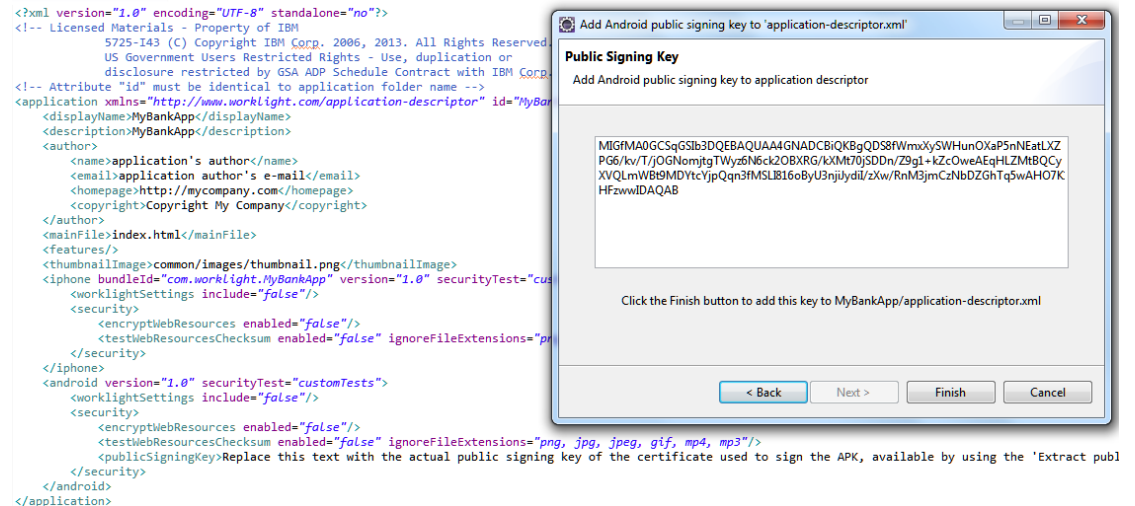 <?xml version="1.0" encoding="UTF-8" standalone="no"?>
<!-- Licensed Materials - Property of IBM
5725-I43 (C) Copyright IBM Corp. 2006, 2013. All Rights Reserved.
US Government Users Restricted Rights - Use, duplication or
disclosure restricted by GSA ADP Schedule Contract with IBM Corp.
<!-- Attribute "id" must be identical to application folder name -->
<application xmlns="http://www.worklight.com/application-descriptor" id="MyBan
<displayName>MyBankApp</displayName>
<description>MyBankApp</description>
<author>
<name>application's author</name>
<email>application author's e-mail</email>
<homepage>http://mycompany.com</homepage>
<copyright>Copyright My Company</copyright>
</author>
<mainFile>index.html</mainFile>
<features/>
<thumbnailImage>common/images/thumbnail.png</thumbnailImage>
<iphone bundleId="com.worklight.MyBankApp" version="1.0" securityTest="cus
<worklightSettings include="false"/>
<security>
<encryptWebResources enabled="false"/>
<testWebResourcesChecksum enabled="false" ignoreFileExtensions="pn
</security>
</iphone>
<android version="1.0" securityTest="customTests">
<worklightSettings include="false"/>
<security>
<encryptWebResources enabled="false"/>
<testWebResourcesChecksum enabled="false" ignoreFileExtensions="png, jpg, jpeg, gif, mp4, mp3"/>
<publicSigningKey>Replace this text with the actual public signing key of the certificate used to sign the APK, available by using the 'Extract publ
</security>
</android>
</application>
Add Android public signing key to 'application-descriptor.xml'
Public Signing Key
Add Android public signing key to application descriptor
MIGfMA0GCSqGSIb3DQEBAQUAA4GNADCBiQKBgQDS8fWmxXySWHunOXaP5nNEatLXZ
PG6/kv/T/jOGNomjtgTWyz6N6ck2OBXRG/kXMt70jSDDn/Z9g1+kZcOweAEqHLZMtBQCy
XVQLmWBt9MDYtcYjpQqn3fMSLl816oByU3njiJydiI/zXw/RnM3jmCzNbDZGhTq5wAHO7K
HFzwwIDAQAB
Click the Finish button to add this key to MyBankApp/application-descriptor.xml
< Back
Next >
Finish
Cancel